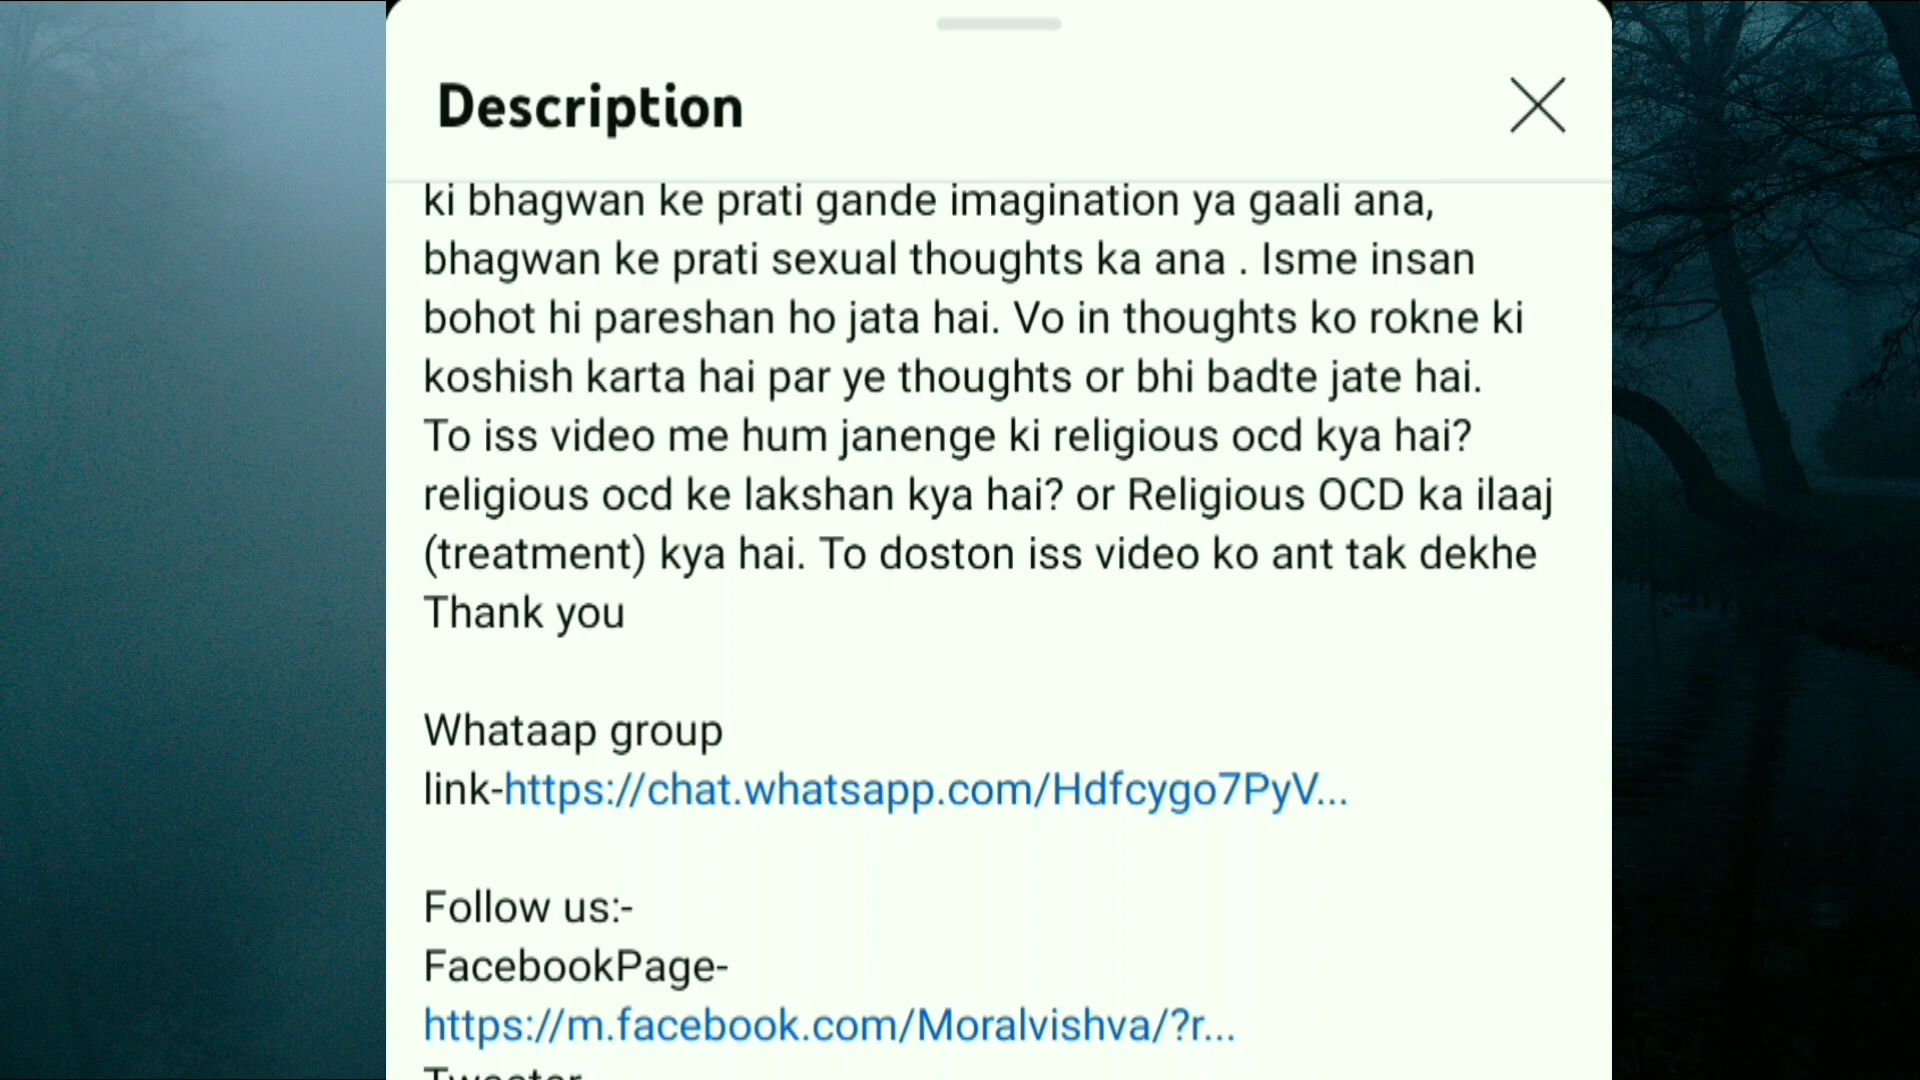 Description
ki bhagwan ke prati gande imagination ya gaali ana,
bhagwan ke prati sexual thoughts ka ana . Isme insan
bohot hi pareshan ho jata hai. Vo in thoughts ko rokne ki
koshish karta hai par ye thoughts or bhi badte jate hai.
To iss video me hum janenge ki religious ocd kya hai?
religious ocd ke lakshan kya hai? or Religious OCD ka ilaaj
(treatment) kya hai. To doston iss video ko ant tak dekhe
Thank you
Whataap group
link-https://chat.whatsapp.com/Hdfcygo7PyV...
Follow us:-
FacebookPage-
https://m.facebook.com/Moralvishva/?r...